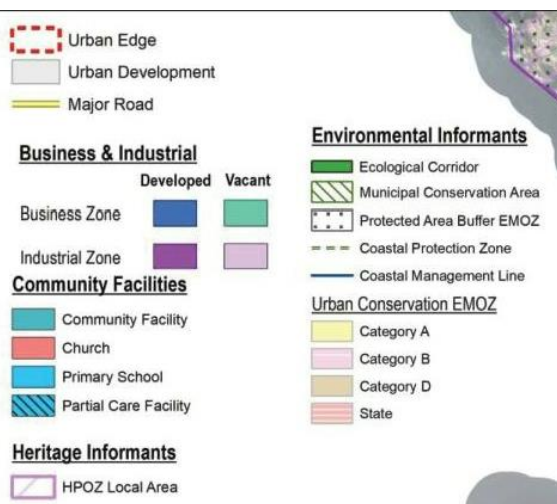 Urban Edge
Urban Development
Major Road
Business & Industrial
Developed Vacant
Business Zone
Industrial Zone
Community Facilities
Community Facility
Church
Primary School
Partial Care Facility
Heritage Informants
HPOZ Local Area
Environmental Informants
Ecological Corridor
Municipal Conservation Area
Protected Area Buffer EMOZ
Coastal Protection Zone
Coastal Management Line
Urban Conservation EMOZ
Category A
Category B
Category D
State